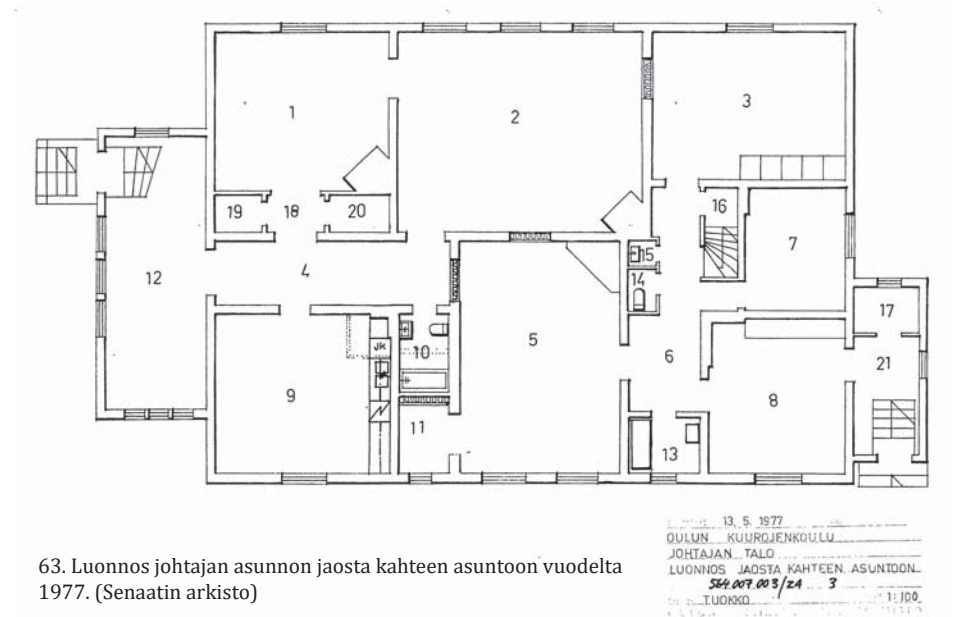 1
2
3
19
18
20
16
7
15
14
12
4
17
10
5
6
21
JK
9
8
11
13
13. 5. 1977
OULUN KUUROJENKOULU
JOHTAJAN TALO
LUONNOS JAOSTA KAHTEEN ASUNTOON
564.007.003/2A 3
TUOKKO 1:100
63. Luonnos johtajan asunnon jaosta kahteen asuntoon vuodelta
1977. (Senaatin arkisto)